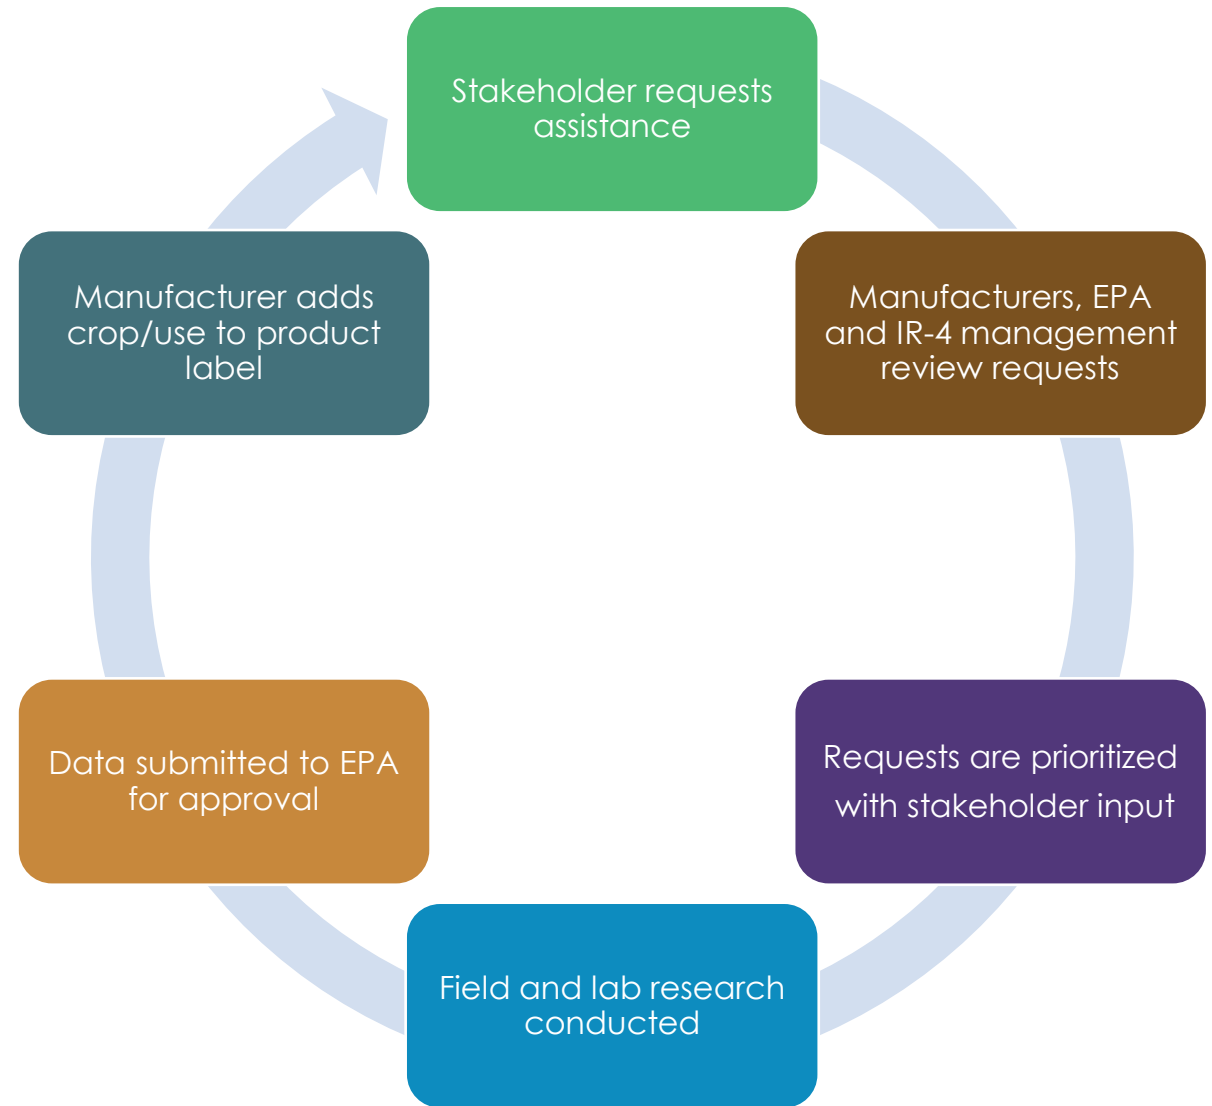 Stakeholder requests
assistance
Manufacturers, EPA
and IR-4 management
review requests
Requests are prioritized
with stakeholder input
Field and lab research
conducted
Data submitted to EPA
for approval
Manufacturer adds
crop/use to product
label